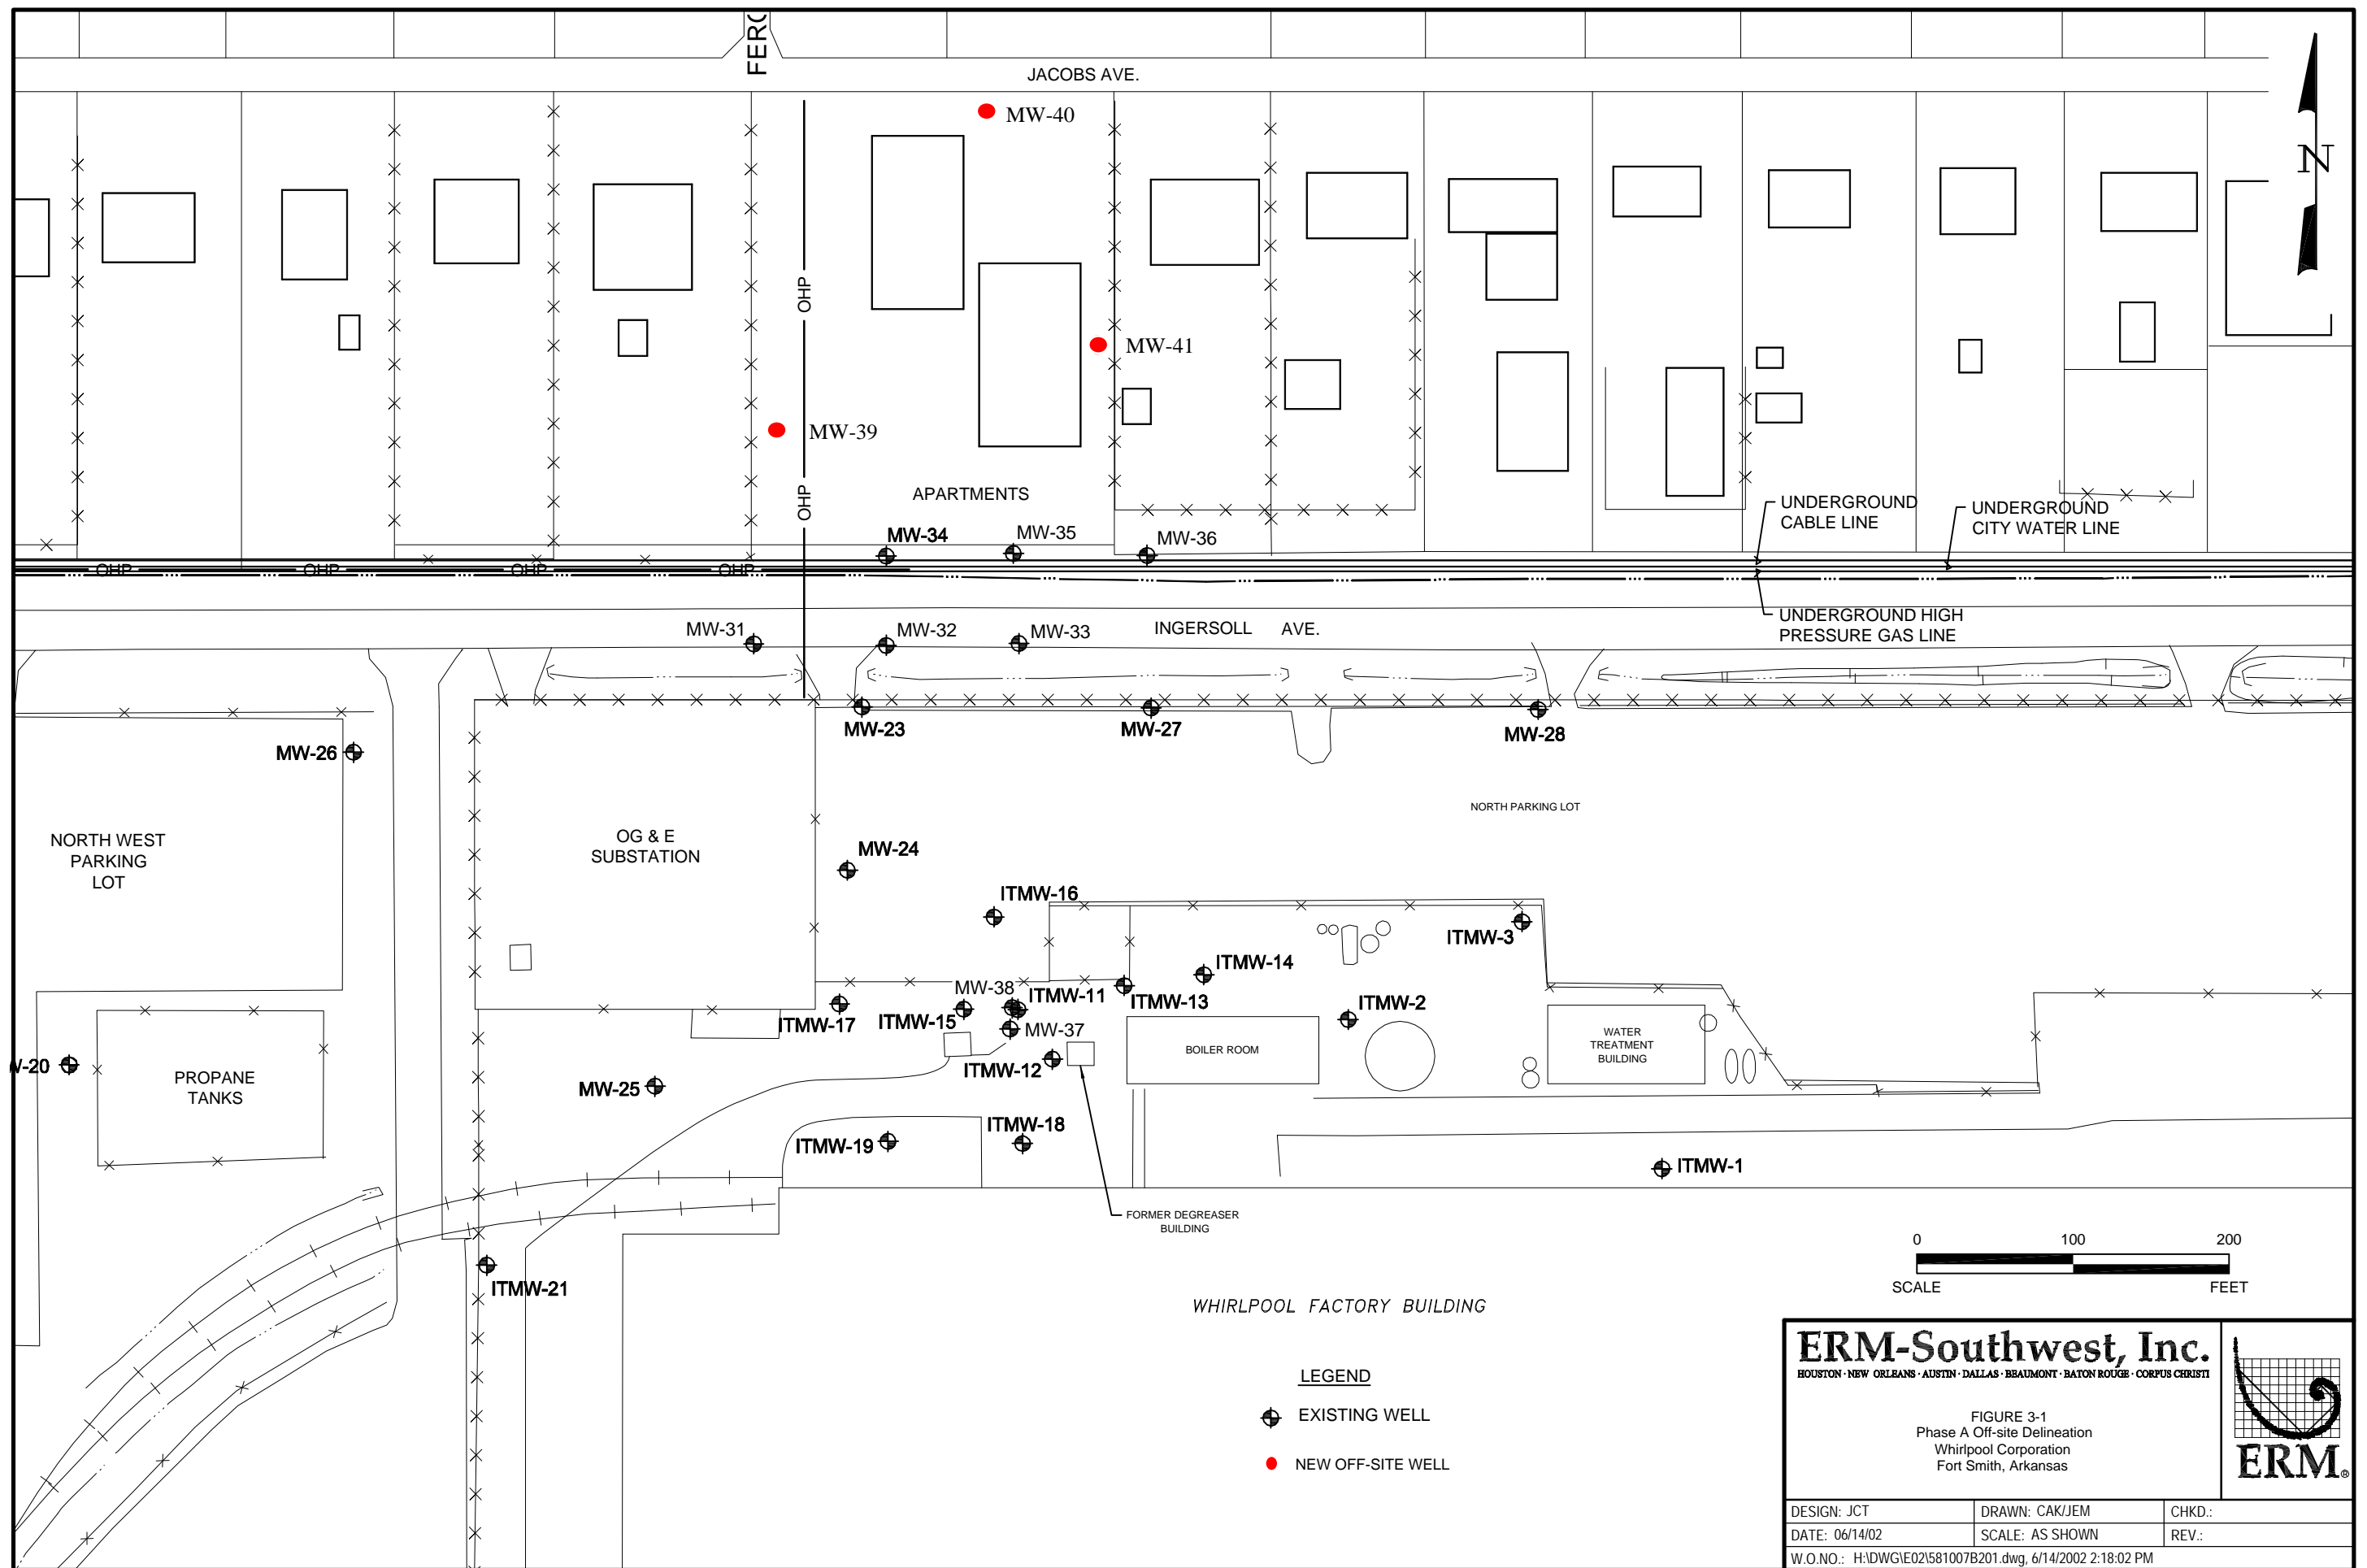 FERC
JACOBS AVE.
MW-40
N
OHP
MW-41
MW-39
OHP
APARTMENTS
UNDERGROUND
CABLE LINE
UNDERGROUND
CITY WATER LINE
MW-34
MW-35
MW-36
OHP
OHP
OHP
OHP
UNDERGROUND HIGH
PRESSURE GAS LINE
MW-31
MW-32
MW-33
INGERSOLL AVE.
MW-23
MW-27
MW-28
MW-26
NORTH PARKING LOT
NORTH WEST
PARKING
LOT
OG & E
SUBSTATION
MW-24
ITMW-16
ITMW-3
ITMW-14
MW-38
ITMW-11
ITMW-13
ITMW-2
ITMW-17
ITMW-15
MW-37
WATER
TREATMENT
BUILDING
BOILER ROOM
W-20
PROPANE
TANKS
ITMW-12
MW-25
ITMW-18
ITMW-19
ITMW-1
FORMER DEGREASER
BUILDING
ITMW-21
0 100 200
SCALE FEET
WHIRLPOOL FACTORY BUILDING
LEGEND
EXISTING WELL
NEW OFF-SITE WELL
ERM-Southwest, Inc.
HOUSTON · NEW ORLEANS · AUSTIN · DALLAS · BEAUMONT · BATON ROUGE · CORPUS CHRISTI
FIGURE 3-1
Phase A Off-site Delineation
Whirlpool Corporation
Fort Smith, Arkansas
ERM®
DESIGN: JCT DRAWN: CAK/JEM CHKD.:
DATE: 06/14/02 SCALE: AS SHOWN REV.:
W.O.NO.: H:\DWG\E02\581007B201.dwg, 6/14/2002 2:18:02 PM